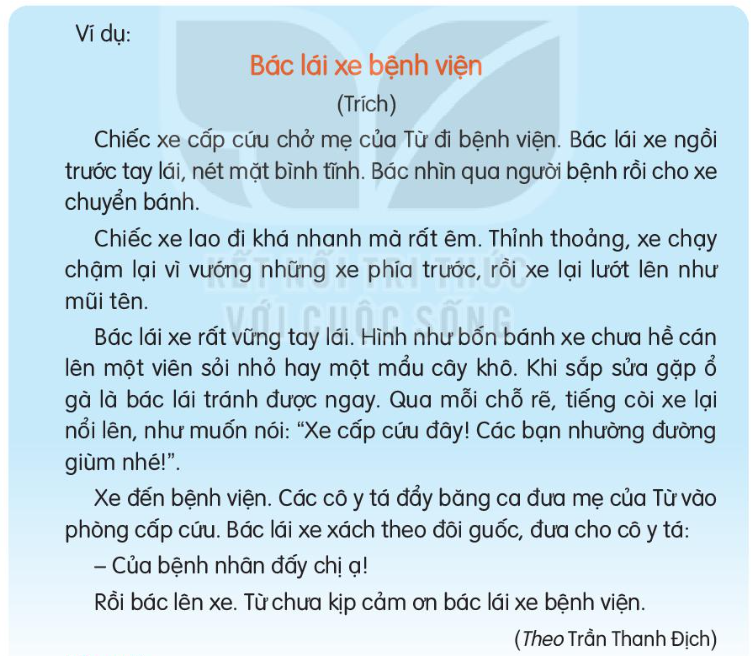 Ví dụ:
Bác lái xe bệnh viện
(Trích)
Chiếc xe cấp cứu chở mẹ của Từ đi bệnh viện. Bác lái xe ngồi
trước tay lái, nét mặt bình tĩnh. Bác nhìn qua người bệnh rồi cho xe
chuyển bánh.
Chiếc xe lao đi khá nhanh mà rất êm. Thỉnh thoảng, xe chạy
chậm lại vì vướng những xe phía trước, rồi xe lại lướt lên như
mũi tên.
KẾT NỐI TRI THỨC
VỚI CUỘC SỐNG
Bác lái xe rất vững tay lái. Hình như bốn bánh xe chưa hề cán
lên một viên sỏi nhỏ hay một mẩu cây khô. Khi sắp sửa gặp ổ
gà là bác lái tránh được ngay. Qua mỗi chỗ rẽ, tiếng còi xe lại
nổi lên, như muốn nói: “Xe cấp cứu đây! Các bạn nhường đường
giùm nhé!”.
Xe đến bệnh viện. Các cô y tá đẩy băng ca đưa mẹ của Từ vào
phòng cấp cứu. Bác lái xe xách theo đôi guốc, đưa cho cô y tá:
– Của bệnh nhân đấy chị ạ!
Rồi bác lên xe. Từ chưa kịp cảm ơn bác lái xe bệnh viện.
(Theo Trần Thanh Địch)